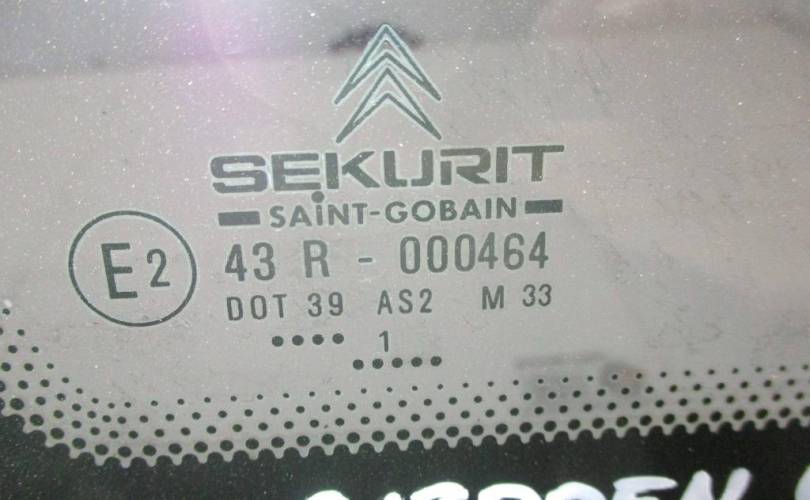 SEKURIT
SAINT-GOBAIN
E2 43 R - 000464
DOT 39 AS2 M 33
.... 1
.....